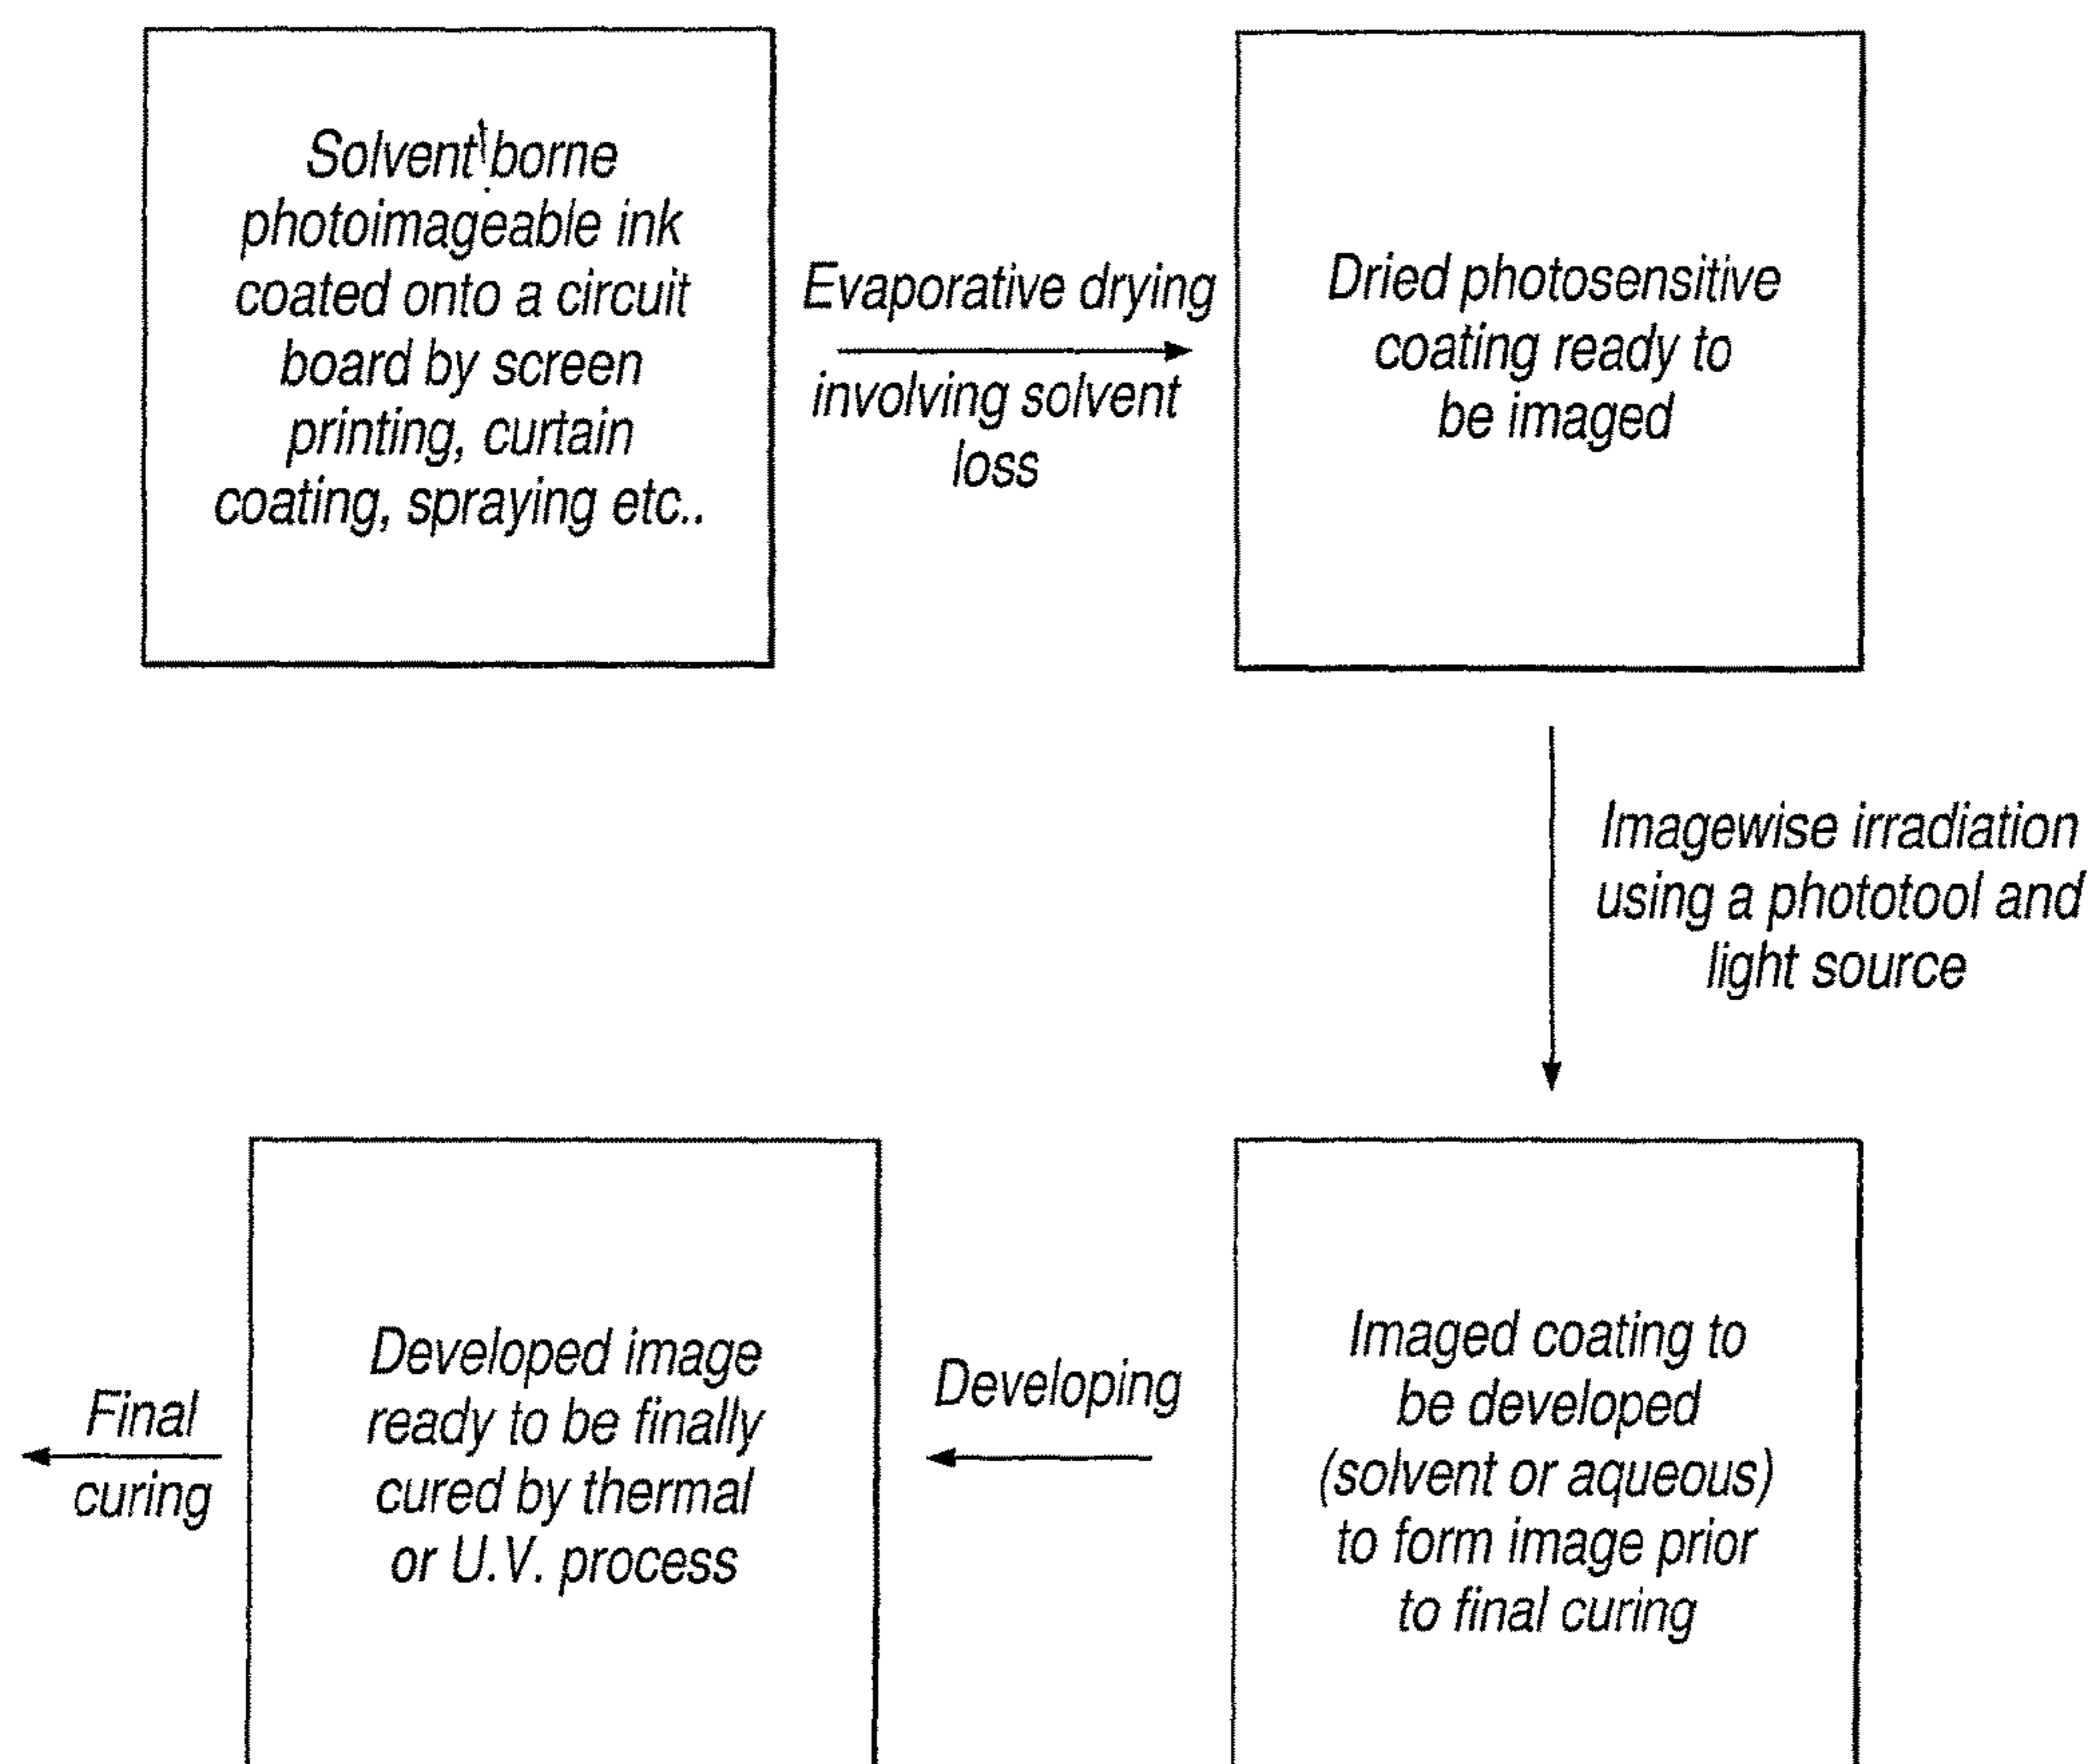 Solvent borne
photoimageable ink
coated onto a circuit
board by screen
printing, curtain
coating, spraying etc..
Evaporative drying
involving solvent
loss
Dried photosensitive
coating ready to
be imaged
Imagewise irradiation
using a phototool and
light source
Imaged coating to
be developed
(solvent or aqueous)
to form image prior
to final curing
Developing
Developed image
ready to be finally
cured by thermal
or U.V. process
Final
curing